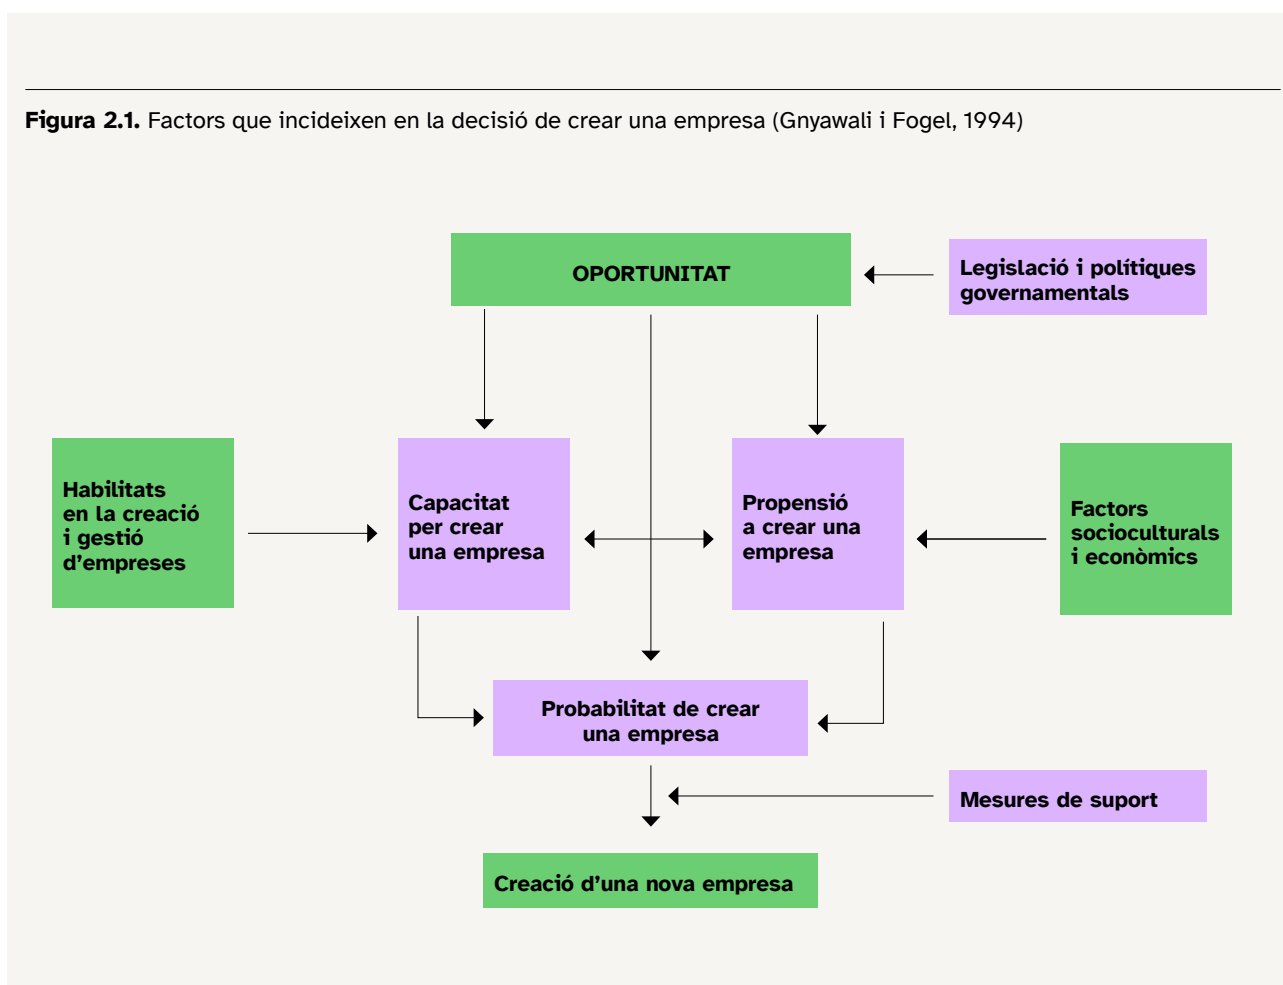 Figura 2.1. Factors que incideixen en la decisió de crear una empresa (Gnyawali i Fogel, 1994)
OPORTUNITAT
Legislació i polítiques
governamentals
Habilitats
en la creació
i gestió
d’empreses
Capacitat
per crear
una empresa
Propensió
a crear una
empresa
Factors
socioculturals
i econòmics
Probabilitat de crear
una empresa
Mesures de suport
Creació d’una nova empresa